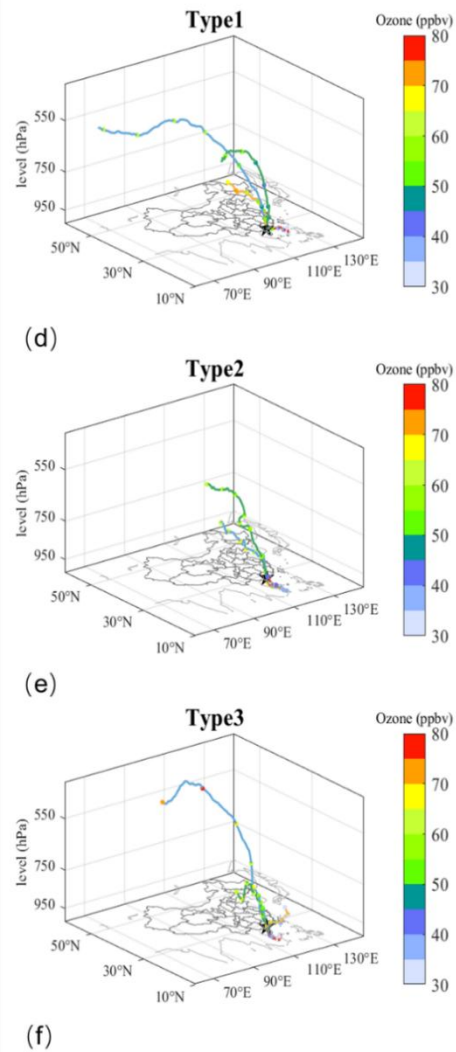 Type1
Ozone (ppbv)
80
70
60
50
40
30
level (hPa)
550
750
950
50°N
30°N
10°N
70°E
90°E
110°E
130°E
(d)
Type2
Ozone (ppbv)
80
70
60
50
40
30
level (hPa)
550
750
950
50°N
30°N
10°N
70°E
90°E
110°E
130°E
(e)
Type3
Ozone (ppbv)
80
70
60
50
40
30
level (hPa)
550
750
950
50°N
30°N
10°N
70°E
90°E
110°E
130°E
(f)